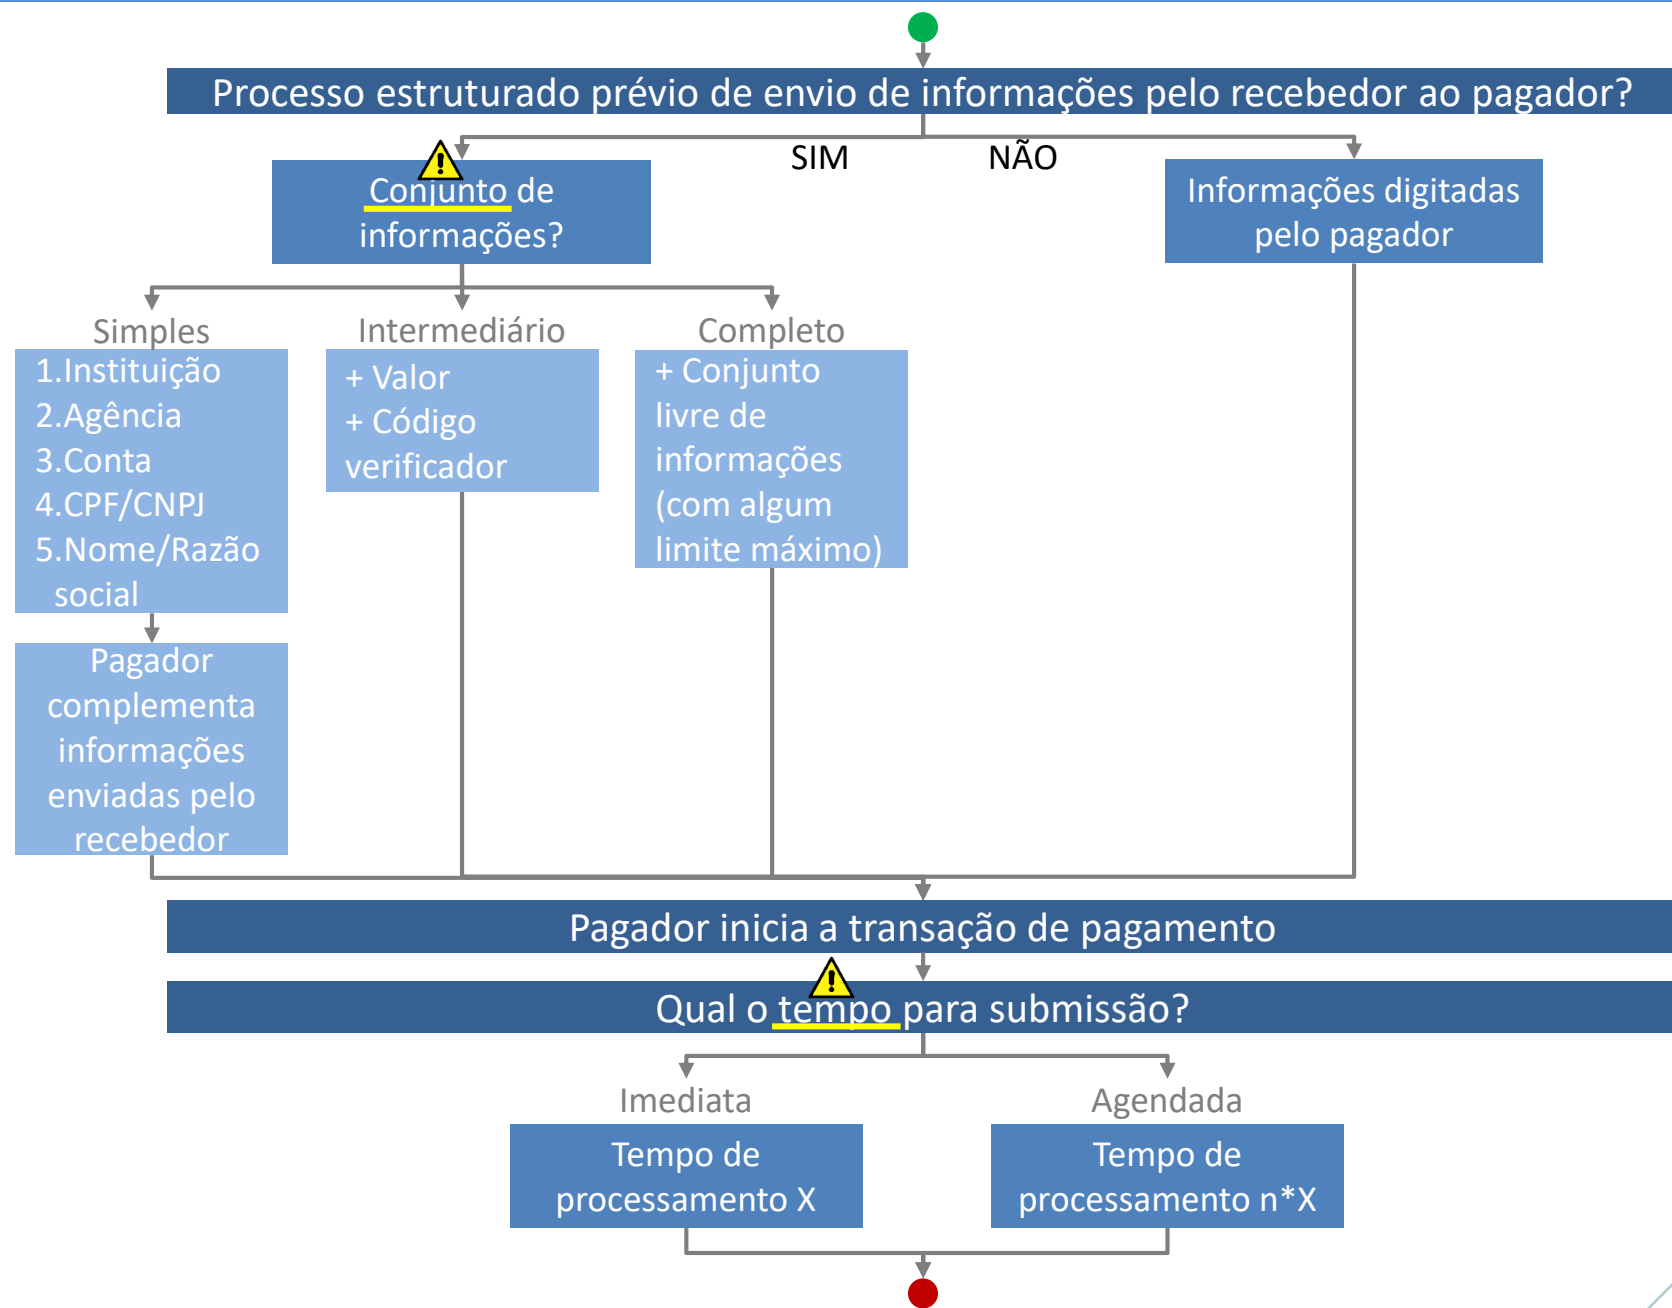 Processo estruturado prévio de envio de informações pelo recebedor ao pagador?
SIM
NÃO
Conjunto de
informações?
Informações digitadas
pelo pagador
Simples
1.Instituição
2.Agência
3.Conta
4.CPF/CNPJ
5.Nome/Razão
social
Intermediário
+ Valor
+ Código
verificador
Completo
+ Conjunto
livre de
informações
(com algum
limite máximo)
Pagador
complementa
informações
enviadas pelo
recebedor
Pagador inicia a transação de pagamento
Qual o tempo para submissão?
Imediata
Tempo de
processamento X
Agendada
Tempo de
processamento n*X